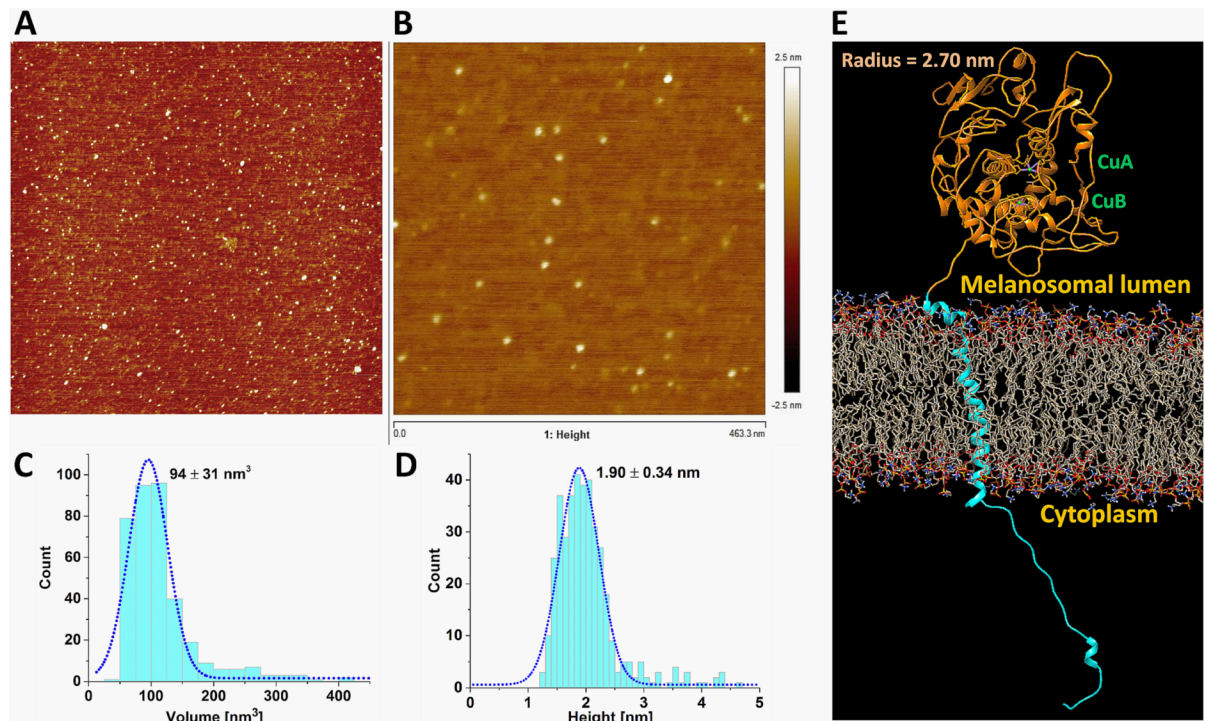 A
B
2.5 nm
-2.5 nm
0.0
1: Height
463.3 nm
C
94 ± 31 nm³
100
80
60
40
20
0
Count
0
100
200
300
400
Volume [nm³]
D
1.90 ± 0.34 nm
40
30
20
10
0
Count
0
1
2
3
4
5
Height [nm]
E
Radius = 2.70 nm
CuA
CuB
Melanosomal lumen
Cytoplasm